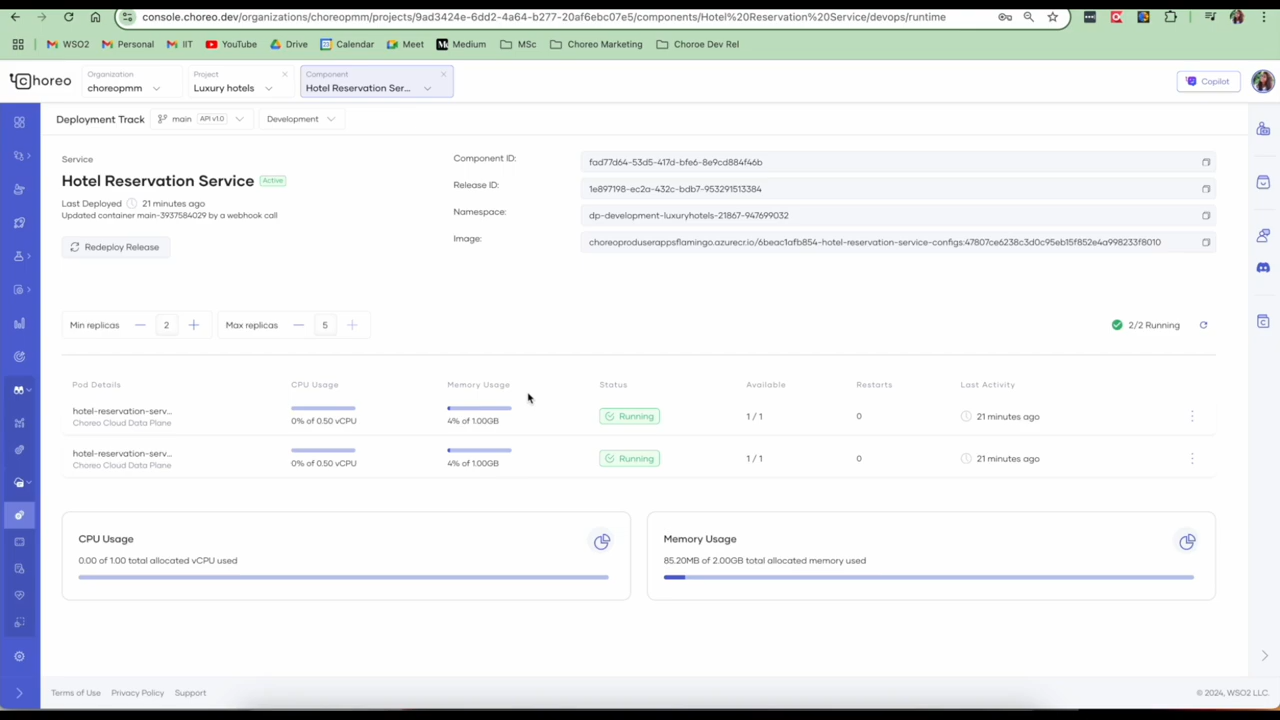 console.choreo.dev/organizations/choreopmm/projects/9ad3424e-6dd2-4a64-b277-20af6ebc07e5/components/Hotel%20Reservation%20Service/devops/runtime
WSO2 Personal IIT YouTube Drive Calendar Meet Medium MSc Choreo Marketing Choroe Dev Rel
choreo
Organization
choreopmm
Project
Luxury hotels
Component
Hotel Reservation Ser...
Copilot
Deployment Track main API v1.0 Development
Service
Hotel Reservation Service Active
Last Deployed 21 minutes ago
Updated container main-3937584029 by a webhook call
Redeploy Release
Component ID: fad77d64-53d5-417d-bfe6-8e9cd884f46b
Release ID: 1e897198-ec2a-432c-bdb7-953291513384
Namespace: dp-development-luxuryhotels-21867-947699032
Image: choreoproduserappsflamingo.azurecr.io/6beac1afb854-hotel-reservation-service-configs:47807ce6238c3d0c95eb15f852e4a998233f8010
Min replicas 2 Max replicas 5 2/2 Running
Pod Details CPU Usage Memory Usage Status Available Restarts Last Activity
hotel-reservation-serv...
Choreo Cloud Data Plane
0% of 0.50 vCPU 4% of 1.00GB Running 1 / 1 0 21 minutes ago
hotel-reservation-serv...
Choreo Cloud Data Plane
0% of 0.50 vCPU 4% of 1.00GB Running 1 / 1 0 21 minutes ago
CPU Usage
0.00 of 1.00 total allocated vCPU used
Memory Usage
85.20MB of 2.00GB total allocated memory used
Terms of Use Privacy Policy Support © 2024, WSO2 LLC.